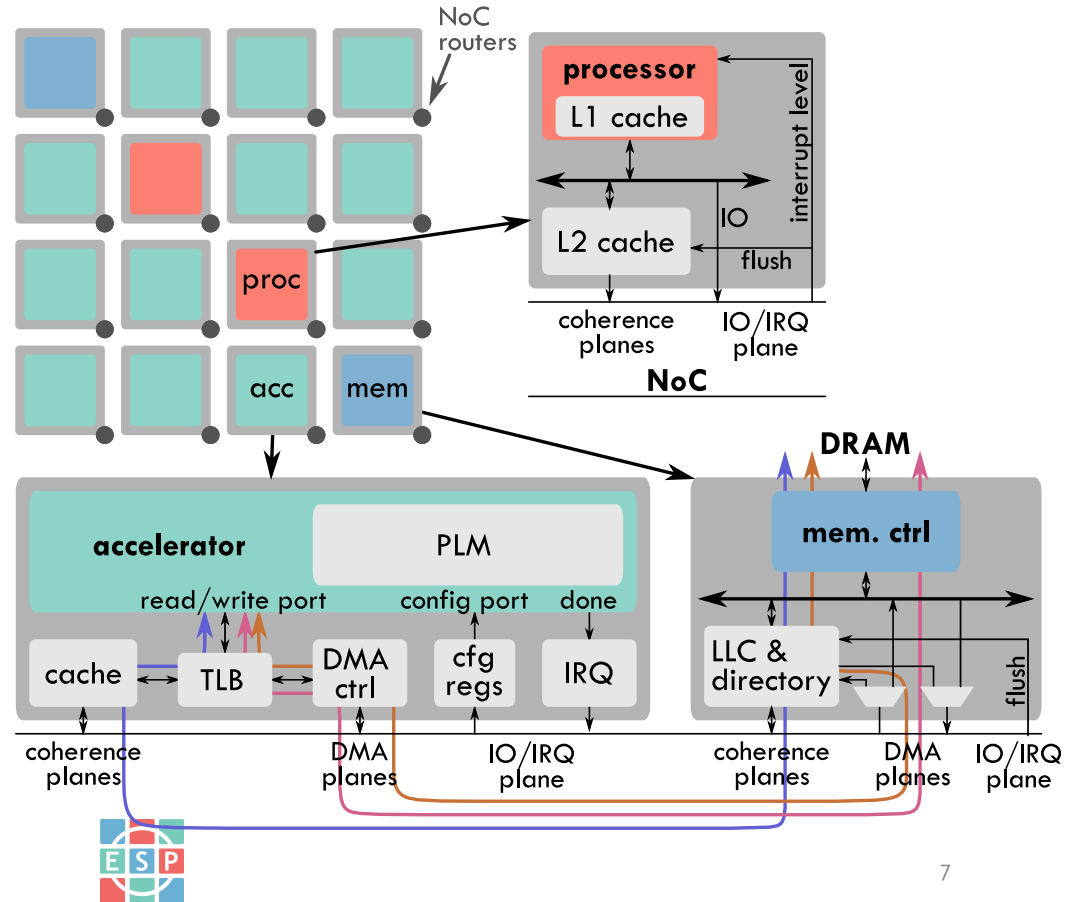 NoC
routers
proc
acc
mem
processor
L1 cache
interrupt level
IO
L2 cache
flush
coherence
planes
IO/IRQ
plane
NoC
accelerator
PLM
read/write port
config port
done
cache
TLB
DMA
ctrl
cfg
regs
IRQ
coherence
planes
DMA
planes
IO/IRQ
plane
DRAM
mem. ctrl
LLC &
directory
flush
coherence
planes
DMA
planes
IO/IRQ
plane
E S P
7